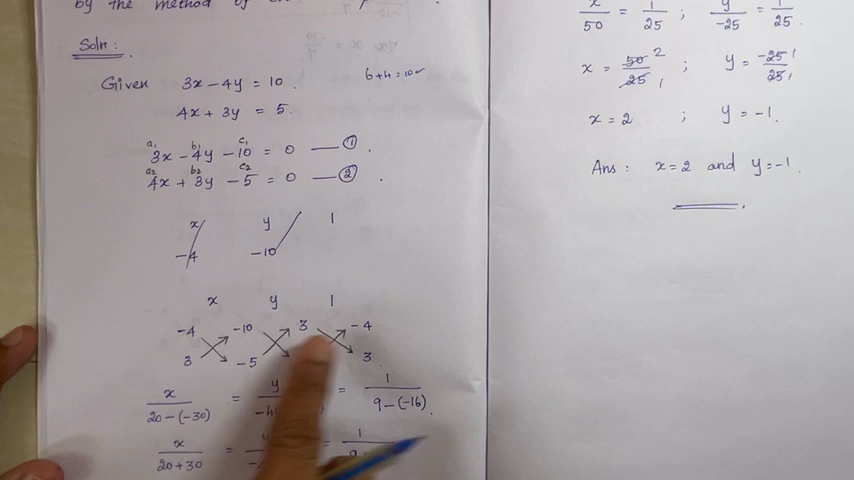 by the method of
Soln:
Given 3x - 4y = 10.
6+4=10✓
4x + 3y = 5.
a₁ b₁ c₁
3x - 4y - 10 = 0 —— ①.
a₂ b₂ c₂
4x + 3y - 5 = 0 —— ②.
x y 1
-4 -10
x y 1
-4 -10 3 -4
3 -5 3
x/(20-(-30)) = y/ = 1/(9-(-16)).
x/(20+30) = = 1/
x/50 = 1/25 ; y/-25 = 1/25.
x = 50/25 2 1 ; y = -25/25 1 1
x = 2 ; y = -1.
Ans: x=2 and y=-1.